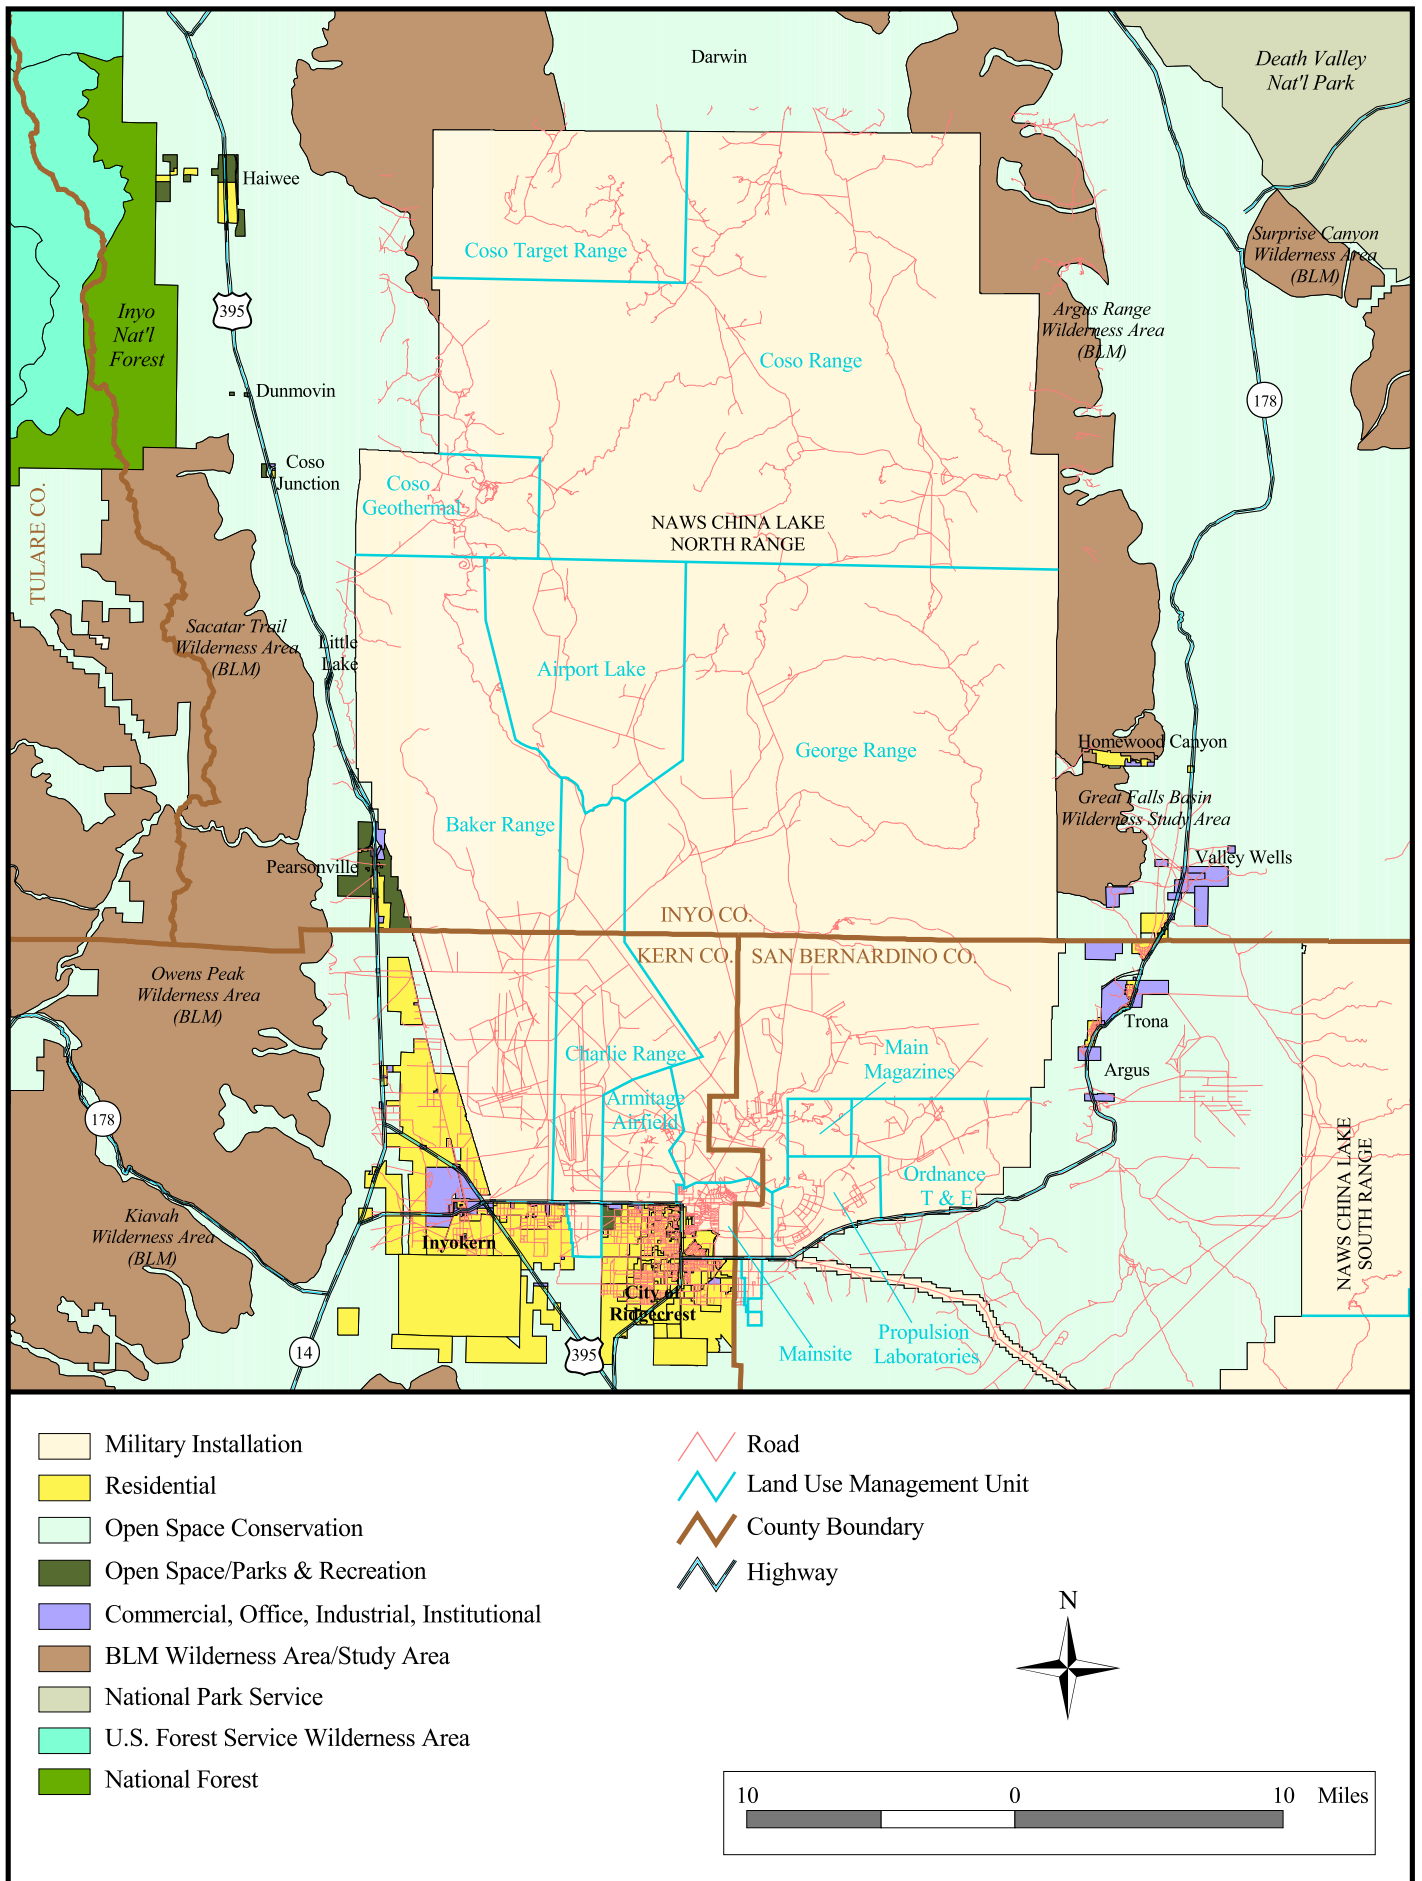 Darwin
Death Valley
Nat'l Park
Haiwee
Coso Target Range
Surprise Canyon
Wilderness Area
(BLM)
395
Inyo
Nat'l
Forest
Argus Range
Wilderness Area
(BLM)
Coso Range
Dunmovin
178
Coso
Junction
Coso
Geothermal
TULARE CO.
NAWS CHINA LAKE
NORTH RANGE
Sacatar Trail
Wilderness Area
(BLM)
Little
Lake
Airport Lake
George Range
Homewood Canyon
Great Falls Basin
Wilderness Study Area
Baker Range
Pearsonville
Valley Wells
INYO CO.
KERN CO.
SAN BERNARDINO CO.
Owens Peak
Wilderness Area
(BLM)
Trona
Charlie Range
Main
Magazines
Argus
Armitage
Airfield
178
NAWS CHINA LAKE
SOUTH RANGE
Ordnance
T & E
Kiavah
Wilderness Area
(BLM)
Inyokern
City of
Ridgecrest
Propulsion
Laboratories
Mainsite
14
395
Military Installation
Residential
Open Space Conservation
Open Space/Parks & Recreation
Commercial, Office, Industrial, Institutional
BLM Wilderness Area/Study Area
National Park Service
U.S. Forest Service Wilderness Area
National Forest
Road
Land Use Management Unit
County Boundary
Highway
N
10 0 10 Miles